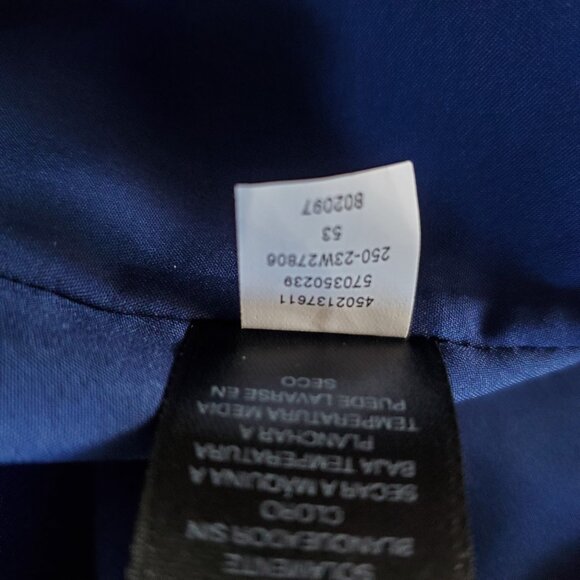 SOLAMENTE
BLANQUEADOR SIN
CLORO
SECAR A MÁQUINA A
BAJA TEMPERATURA
PLANCHAR A
TEMPERATURA MEDIA
PUEDE LAVARSE EN
SECO
4502137611
570350239
250-23W27806
53
802097